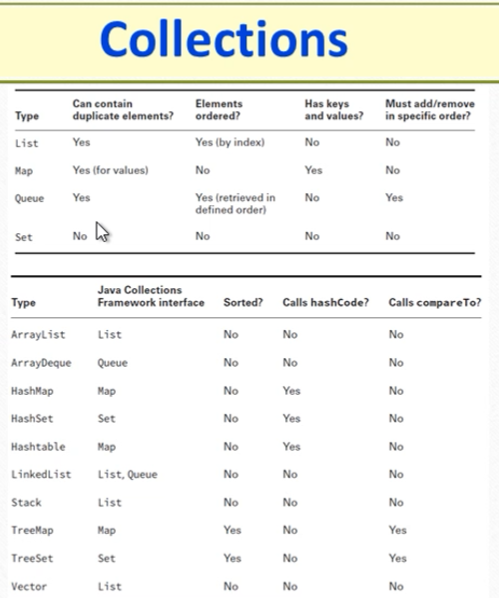 Collections
Type Can contain duplicate elements? Elements ordered? Has keys and values? Must add/remove in specific order?
List Yes Yes (by index) No No
Map Yes (for values) No Yes No
Queue Yes Yes (retrieved in defined order) No Yes
Set No No No No
Type Java Collections Framework interface Sorted? Calls hashCode? Calls compareTo?
ArrayList List No No No
ArrayDeque Queue No No No
HashMap Map No Yes No
HashSet Set No Yes No
Hashtable Map No Yes No
LinkedList List, Queue No No No
Stack List No No No
TreeMap Map Yes No Yes
TreeSet Set Yes No Yes
Vector List No No No